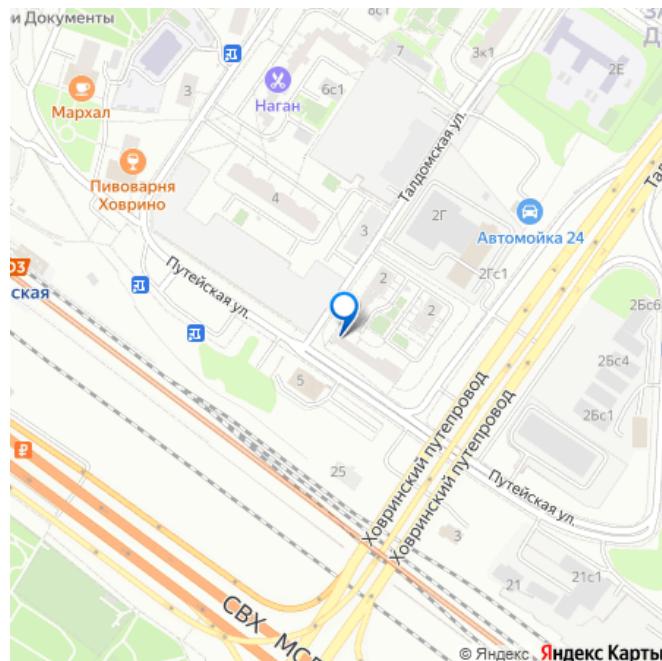 и Документы
8с1
7
3к1
2Е
Мархал
3
Наган
6с1
Талдомская ул.
Пивоварня
Ховрино
4
3
2Г
Автомойка 24
2Гс1
D3
ская
Путейская ул.
2
2
2Бс6
2Бс4
2Бс1
5
25
Ховринский путепровод
Ховринский путепровод
Путейская ул.
3
21
21с1
СВХ
© Яндекс Яндекс Карты